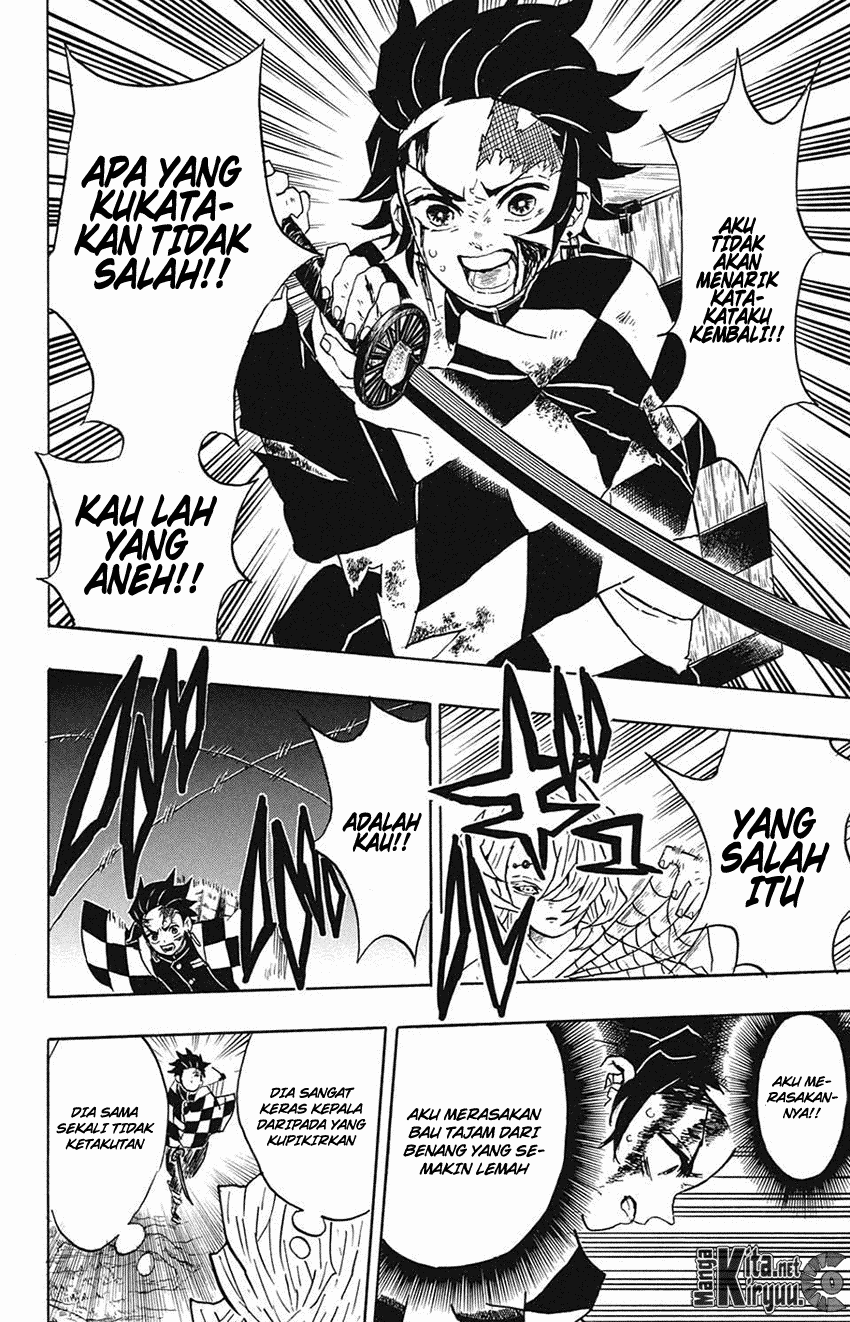 AKU
TIDAK
AKAN
MENARIK
KATA-
KATAKU
KEMBALI!!
APA YANG
KUKATA-
KAN TIDAK
SALAH!!
KAU LAH
YANG
ANEH!!
YANG
SALAH
ITU
ADALAH
KAU!!
AKU ME-
RASAKAN-
NYA!!
AKU MERASAKAN
BAU TAJAM DARI
BENANG YANG SE-
MAKIN LEMAH
DIA SANGAT
KERAS KEPALA
DARIPADA YANG
KUPIKIRKAN
DIA SAMA
SEKALI TIDAK
KETAKUTAN
Manga
Kita.net
Kiryuu.